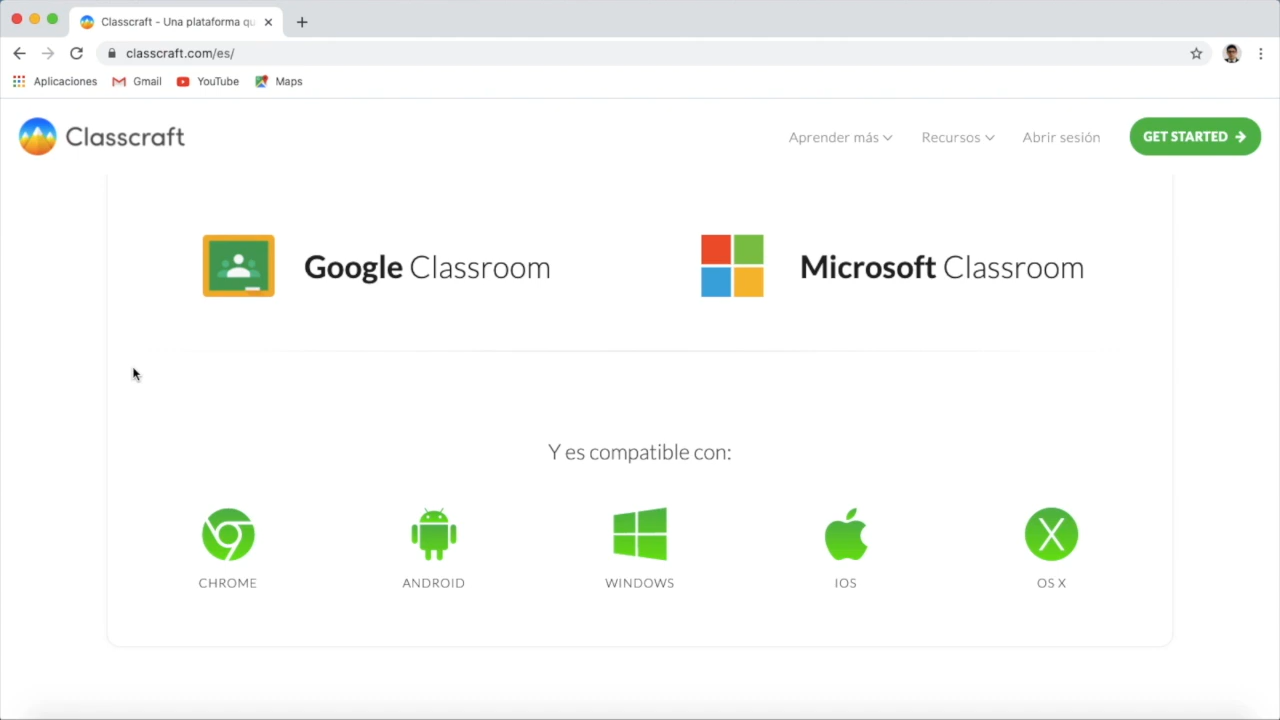 Classcraft - Una plataforma qu
classcraft.com/es/
Aplicaciones Gmail YouTube Maps
Classcraft Aprender más Recursos Abrir sesión GET STARTED
Google Classroom Microsoft Classroom
Y es compatible con:
CHROME ANDROID WINDOWS IOS OS X